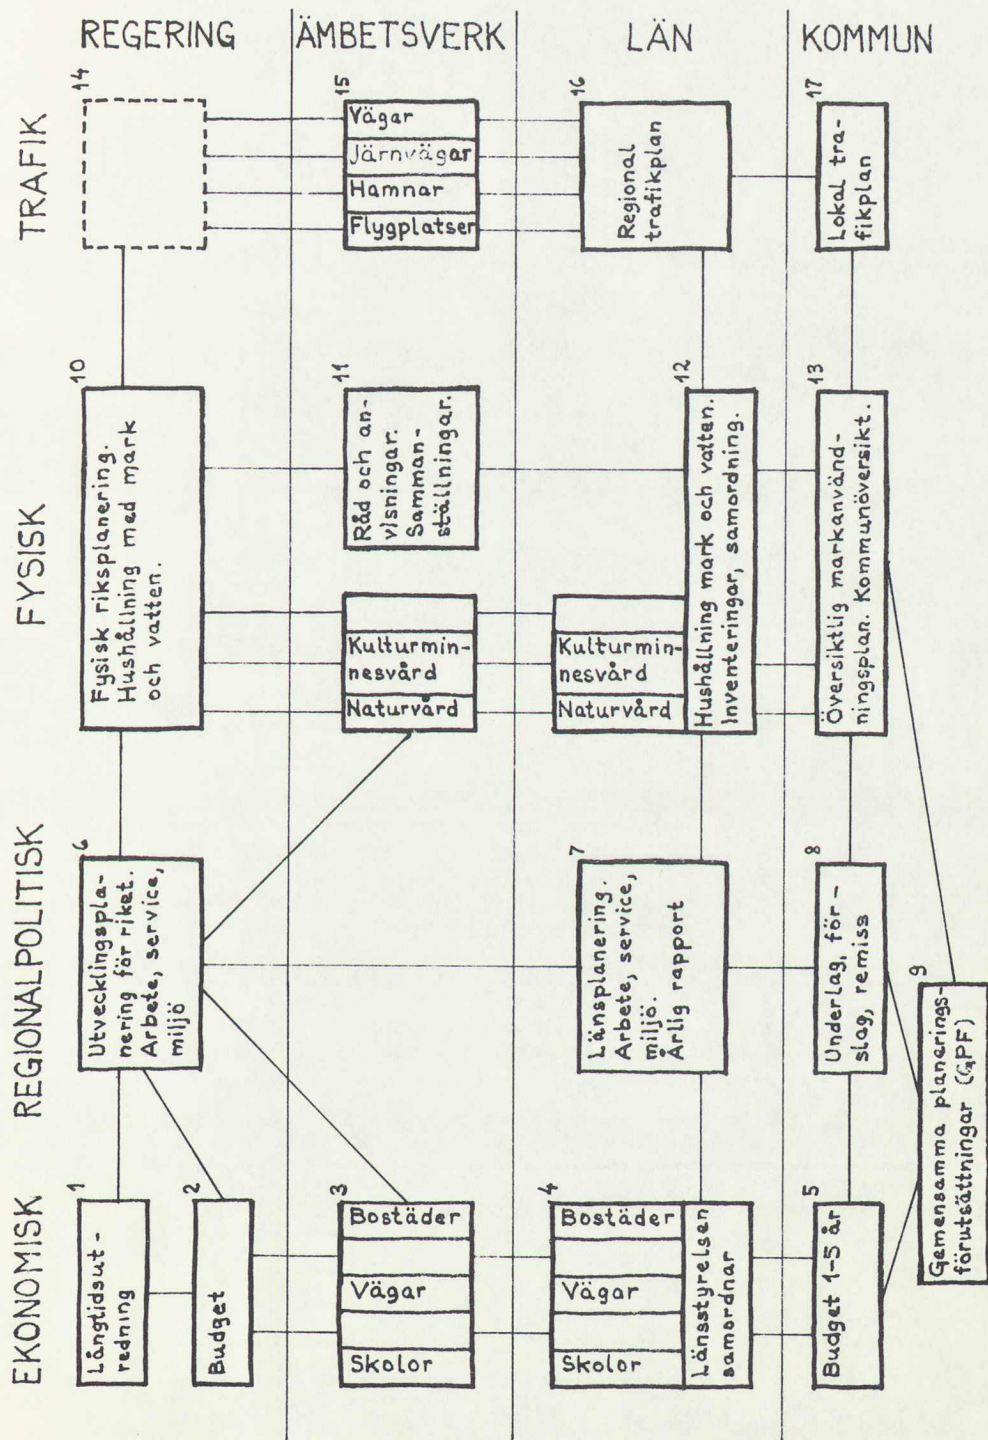 REGERING
ÄMBETSVERK
LÄN
KOMMUN
TRAFIK
14
15
Vägar
Järnvägar
Hamnar
Flygplatser
16
Regional
trafikplan
17
Lokal tra-
fikplan
FYSISK
10
Fysisk riksplanering.
Hushållning med mark
och vatten.
11
Råd och an-
visningar.
Samman-
ställningar.
Kulturmin-
nesvård
Naturvård
Kulturmin-
nesvård
Naturvård
12
Hushållning mark och vatten.
Inventeringar, samordning.
13
Översiktlig markanvänd-
ningsplan. Kommunöversikt.
REGIONALPOLITISK
6
Utvecklingspla-
nering för riket.
Arbete, service,
miljö
7
Länsplanering.
Arbete, service,
miljö.
Årlig rapport
8
Underlag, för-
slag, remiss
9
Gemensamma planerings-
förutsättningar (GPF)
EKONOMISK
1
Långtidsut-
redning
2
Budget
3
Bostäder
Vägar
Skolor
4
Bostäder
Vägar
Skolor
Länsstyrelsen
samordnar
5
Budget 1-5 år